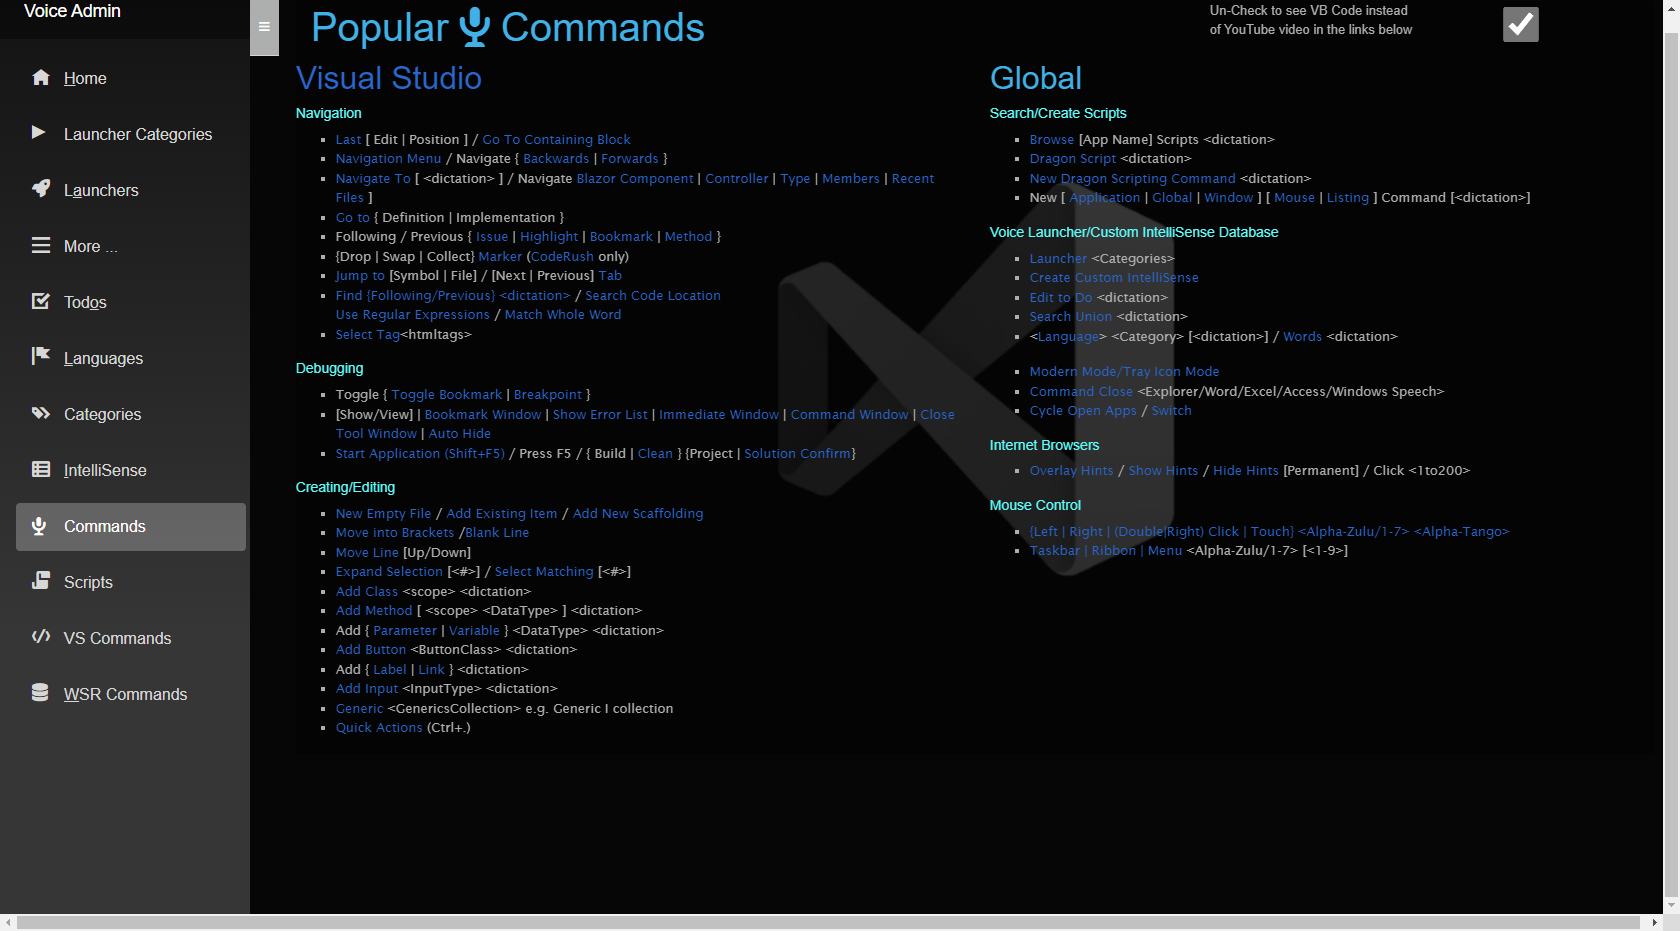 Voice Admin
Home
Launcher Categories
Launchers
More ...
Todos
Languages
Categories
IntelliSense
Commands
Scripts
VS Commands
WSR Commands
Popular Commands
Un-Check to see VB Code instead
of YouTube video in the links below
Visual Studio
Navigation
Last [ Edit | Position ] / Go To Containing Block
Navigation Menu / Navigate { Backwards | Forwards }
Navigate To [ <dictation> ] / Navigate Blazor Component | Controller | Type | Members | Recent
Files ]
Go to { Definition | Implementation }
Following / Previous { Issue | Highlight | Bookmark | Method }
{Drop | Swap | Collect} Marker (CodeRush only)
Jump to [Symbol | File] / [Next | Previous] Tab
Find {Following/Previous} <dictation> / Search Code Location
Use Regular Expressions / Match Whole Word
Select Tag<htmltags>
Debugging
Toggle { Toggle Bookmark | Breakpoint }
[Show/View] | Bookmark Window | Show Error List | Immediate Window | Command Window | Close
Tool Window | Auto Hide
Start Application (Shift+F5) / Press F5 / { Build | Clean } {Project | Solution Confirm}
Creating/Editing
New Empty File / Add Existing Item / Add New Scaffolding
Move into Brackets /Blank Line
Move Line [Up/Down]
Expand Selection [<#>] / Select Matching [<#>]
Add Class <scope> <dictation>
Add Method [ <scope> <DataType> ] <dictation>
Add { Parameter | Variable } <DataType> <dictation>
Add Button <ButtonClass> <dictation>
Add { Label | Link } <dictation>
Add Input <InputType> <dictation>
Generic <GenericsCollection> e.g. Generic I collection
Quick Actions (Ctrl+.)
Global
Search/Create Scripts
Browse [App Name] Scripts <dictation>
Dragon Script <dictation>
New Dragon Scripting Command <dictation>
New [ Application | Global | Window ] [ Mouse | Listing ] Command [<dictation>]
Voice Launcher/Custom IntelliSense Database
Launcher <Categories>
Create Custom IntelliSense
Edit to Do <dictation>
Search Union <dictation>
<Language> <Category> [<dictation>] / Words <dictation>
Modern Mode/Tray Icon Mode
Command Close <Explorer/Word/Excel/Access/Windows Speech>
Cycle Open Apps / Switch
Internet Browsers
Overlay Hints / Show Hints / Hide Hints [Permanent] / Click <1to200>
Mouse Control
{Left | Right | (Double|Right) Click | Touch} <Alpha-Zulu/1-7> <Alpha-Tango>
Taskbar | Ribbon | Menu <Alpha-Zulu/1-7> [<1-9>]